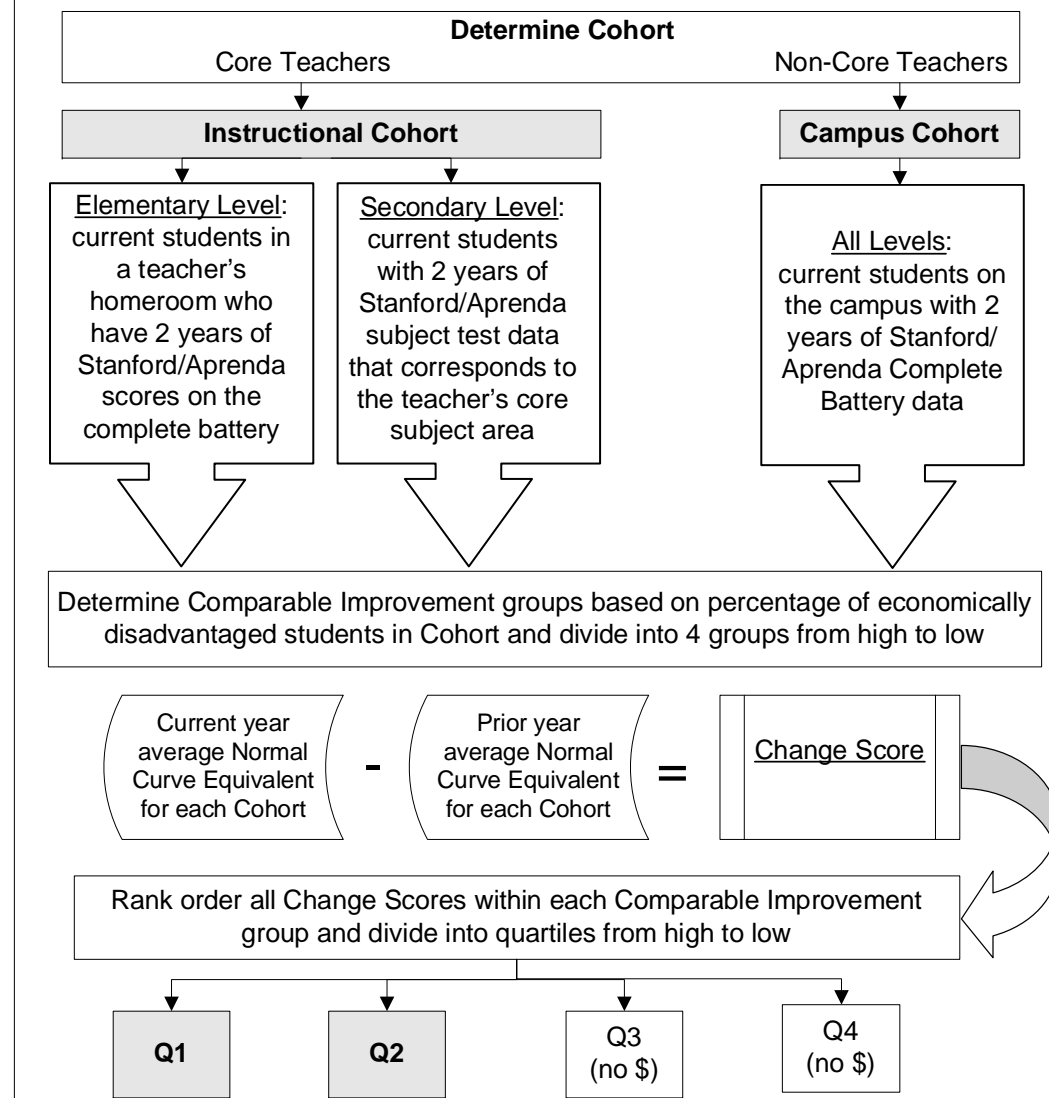 Determine Cohort
Core Teachers
Non-Core Teachers
Instructional Cohort
Campus Cohort
Elementary Level:
current students in
a teacher's
homeroom who
have 2 years of
Stanford/Aprenda
scores on the
complete battery
Secondary Level:
current students
with 2 years of
Stanford/Aprenda
subject test data
that corresponds to
the teacher's core
subject area
All Levels:
current students on
the campus with 2
years of Stanford/
Aprenda Complete
Battery data
Determine Comparable Improvement groups based on percentage of economically
disadvantaged students in Cohort and divide into 4 groups from high to low
Current year
average Normal
Curve Equivalent
for each Cohort
-
Prior year
average Normal
Curve Equivalent
for each Cohort
=
Change Score
Rank order all Change Scores within each Comparable Improvement
group and divide into quartiles from high to low
Q1
Q2
Q3
(no $)
Q4
(no $)